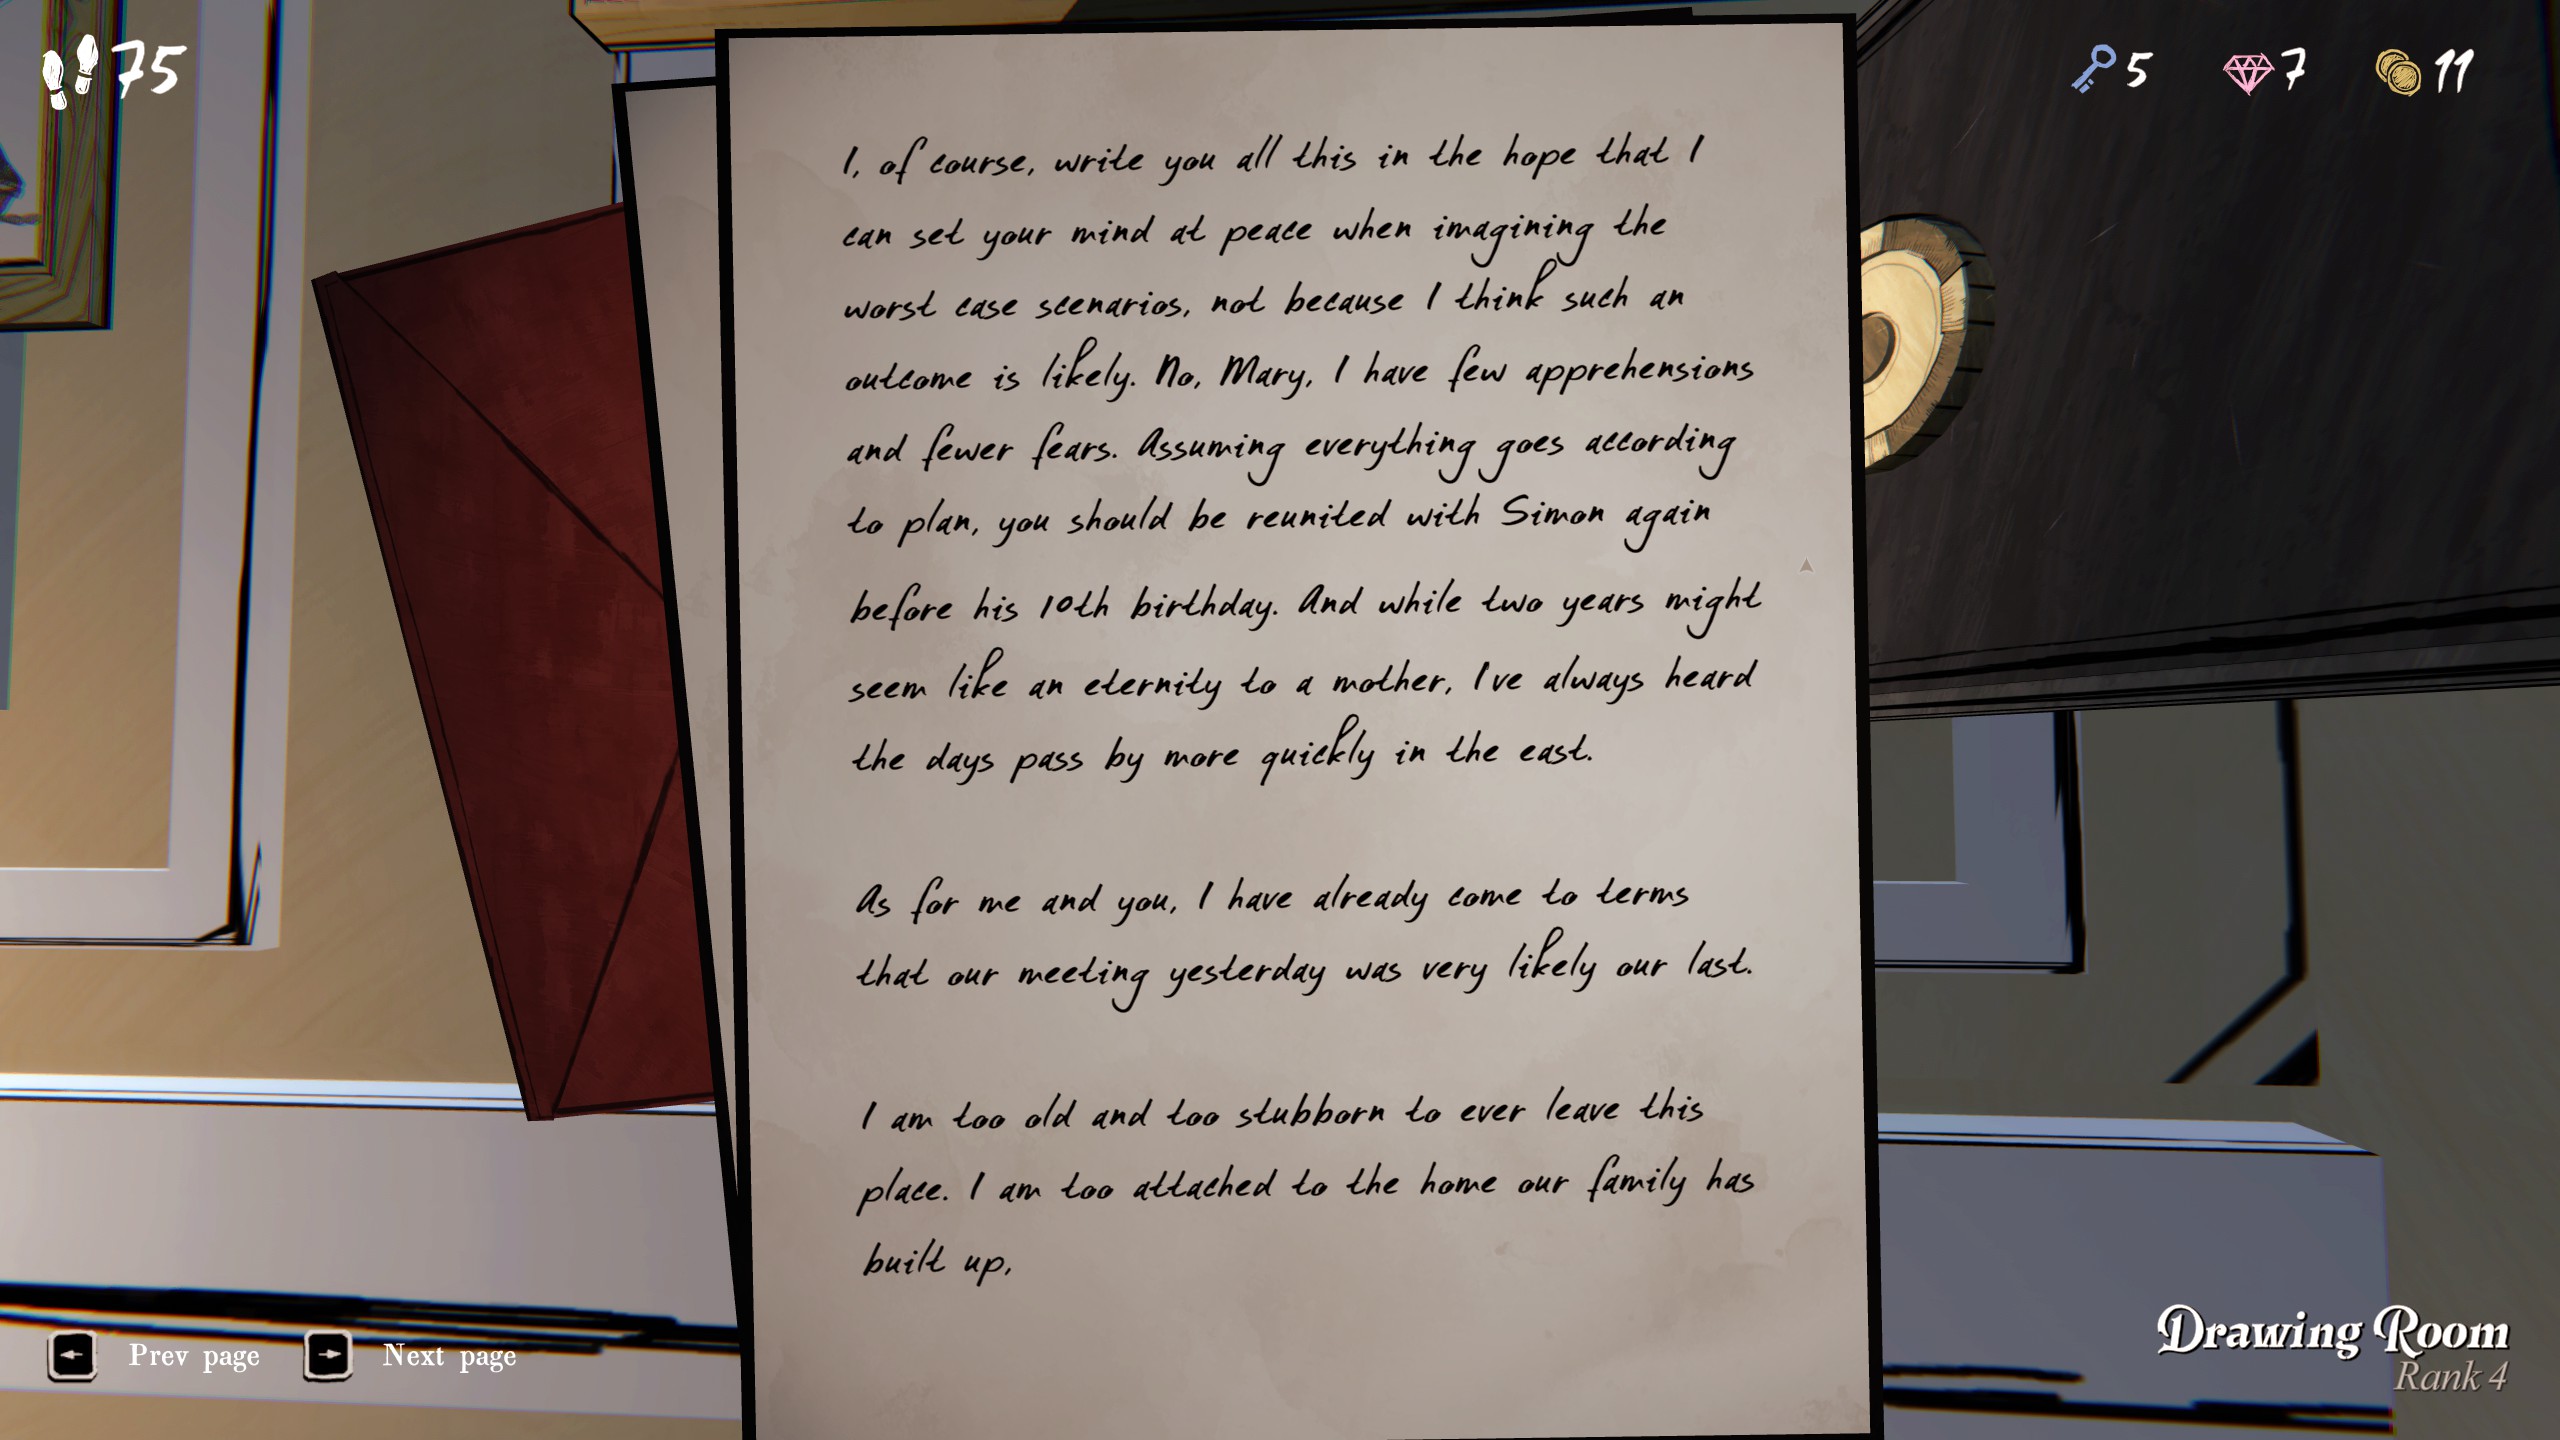 75
5
7
11
I, of course, write you all this in the hope that I
can set your mind at peace when imagining the
worst case scenarios, not because I think such an
outcome is likely. No, Mary, I have few apprehensions
and fewer fears. Assuming everything goes according
to plan, you should be reunited with Simon again
before his 10th birthday. And while two years might
seem like an eternity to a mother, I've always heard
the days pass by more quickly in the east.
As for me and you, I have already come to terms
that our meeting yesterday was very likely our last.
I am too old and too stubborn to ever leave this
place. I am too attached to the home our family has
built up,
Prev page
Next page
Drawing Room
Rank 4